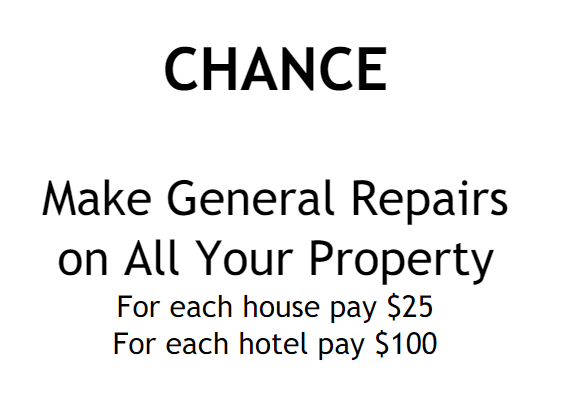 CHANCE
Make General Repairs
on All Your Property
For each house pay $25
For each hotel pay $100